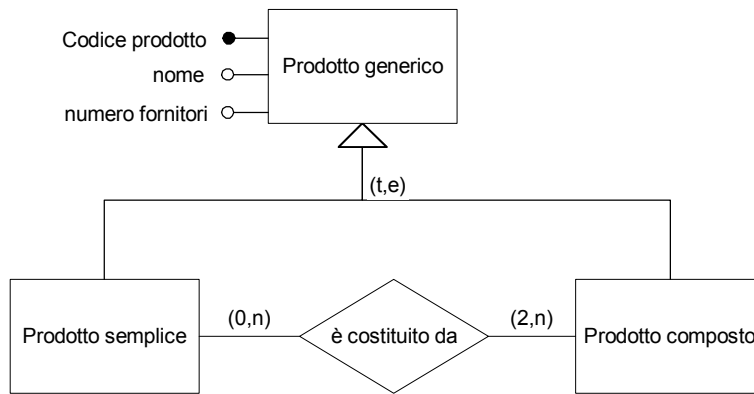 Codice prodotto
nome
numero fornitori
Prodotto generico
(t,e)
Prodotto semplice
(0,n)
è costituito da
(2,n)
Prodotto composto